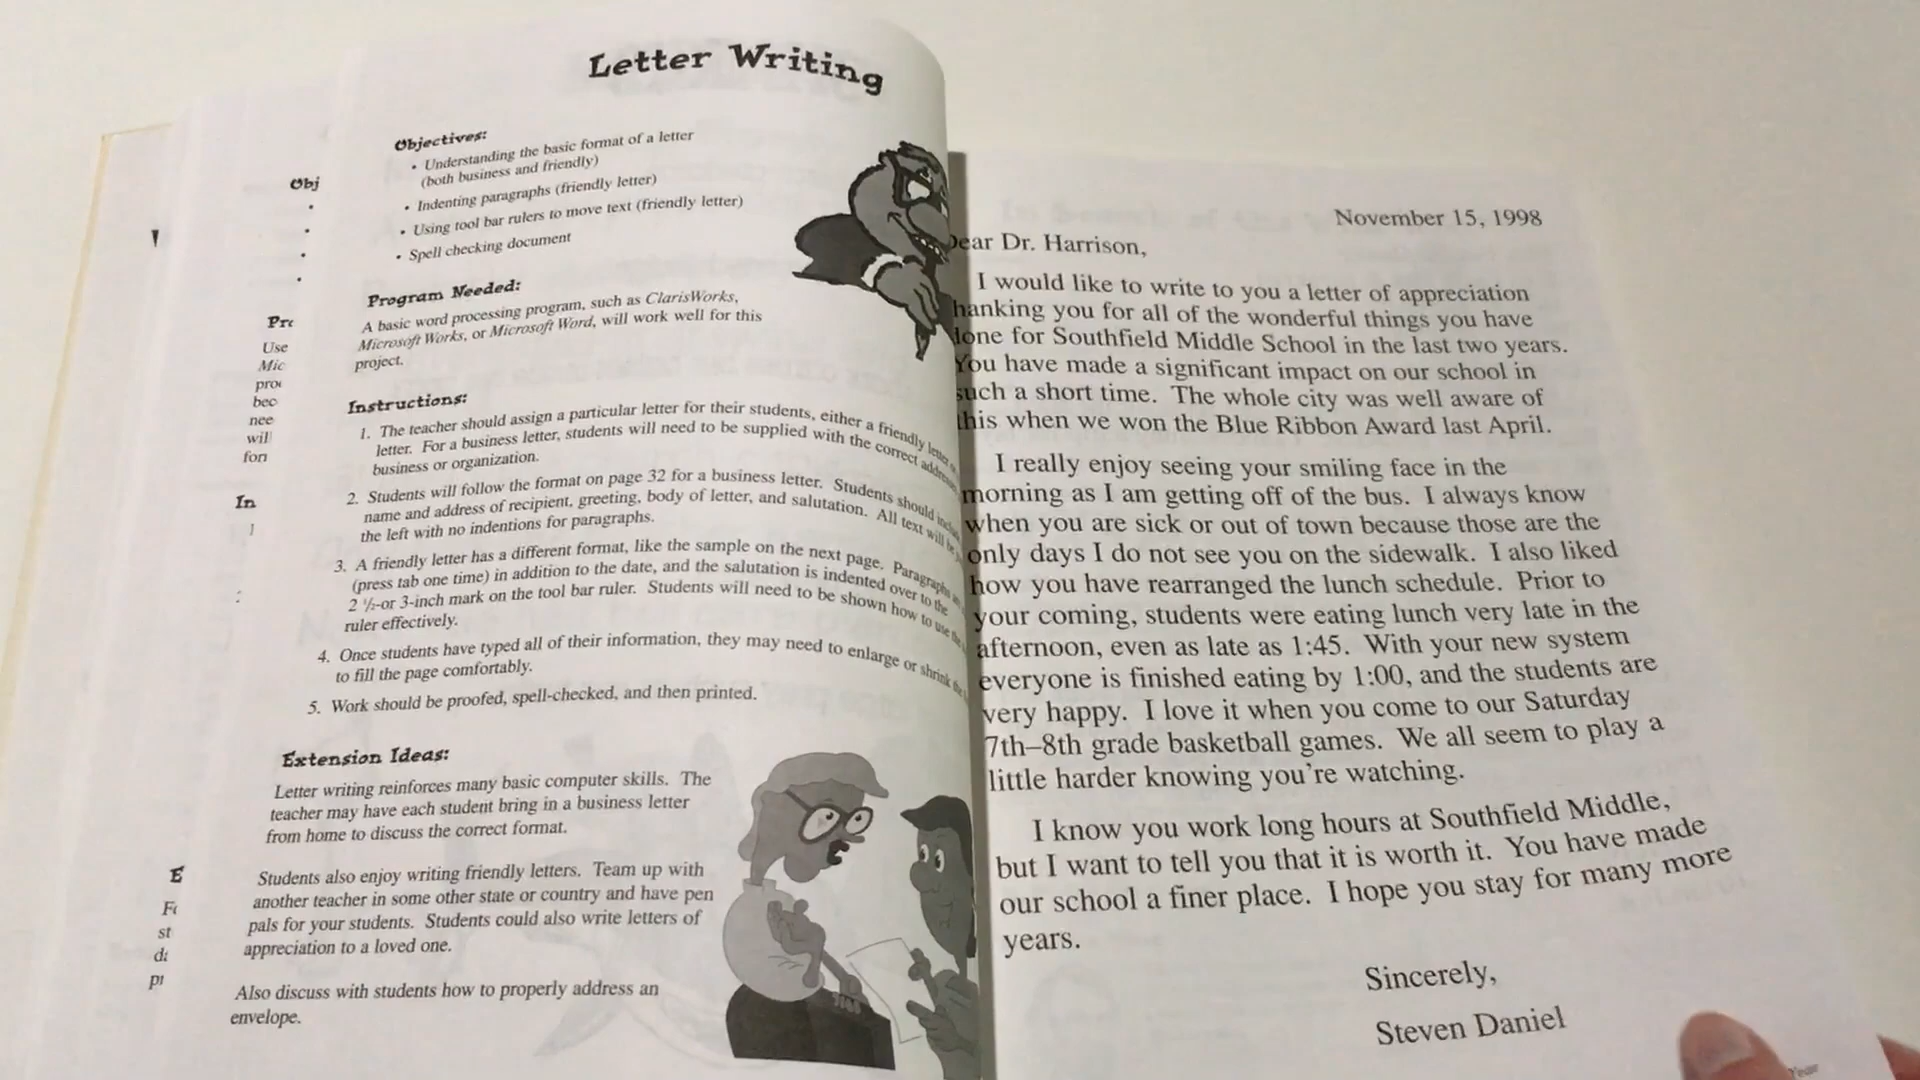 Letter Writing
Objectives:
• Understanding the basic format of a letter
(both business and friendly)
• Indenting paragraphs (friendly letter)
• Using tool bar rulers to move text (friendly letter)
• Spell checking document
Program Needed:
A basic word processing program, such as ClarisWorks,
Microsoft Works, or Microsoft Word, will work well for this
project.
Instructions:
1. The teacher should assign a particular letter for their students, either a friendly letter
letter. For a business letter, students will need to be supplied with the correct
business or organization.
2. Students will follow the format on page 32 for a business letter. Students should
name and address of recipient, greeting, body of letter, and salutation. All text will be
the left with no indentions for paragraphs.
3. A friendly letter has a different format, like the sample on the next page. Paragraphs
(press tab one time) in addition to the date, and the salutation is indented over to the
2 ½-or 3-inch mark on the tool bar ruler. Students will need to be shown how to use the
ruler effectively.
4. Once students have typed all of their information, they may need to enlarge or shrink the
to fill the page comfortably.
5. Work should be proofed, spell-checked, and then printed.
Extension Ideas:
Letter writing reinforces many basic computer skills. The
teacher may have each student bring in a business letter
from home to discuss the correct format.
Students also enjoy writing friendly letters. Team up with
another teacher in some other state or country and have pen
pals for your students. Students could also write letters of
appreciation to a loved one.
Also discuss with students how to properly address an
envelope.
Obj
Use
Mic
bec
nee
wil
In
November 15, 1998
ear Dr. Harrison,
I would like to write to you a letter of appreciation
hanking you for all of the wonderful things you have
done for Southfield Middle School in the last two years.
You have made a significant impact on our school in
such a short time. The whole city was well aware of
this when we won the Blue Ribbon Award last April.
I really enjoy seeing your smiling face in the
morning as I am getting off of the bus. I always know
when you are sick or out of town because those are the
only days I do not see you on the sidewalk. I also liked
how you have rearranged the lunch schedule. Prior to
your coming, students were eating lunch very late in the
afternoon, even as late as 1:45. With your new system
everyone is finished eating by 1:00, and the students are
very happy. I love it when you come to our Saturday
7th–8th grade basketball games. We all seem to play a
little harder knowing you're watching.
I know you work long hours at Southfield Middle,
but I want to tell you that it is worth it. You have made
our school a finer place. I hope you stay for many more
years.
Sincerely,
Steven Daniel
Year